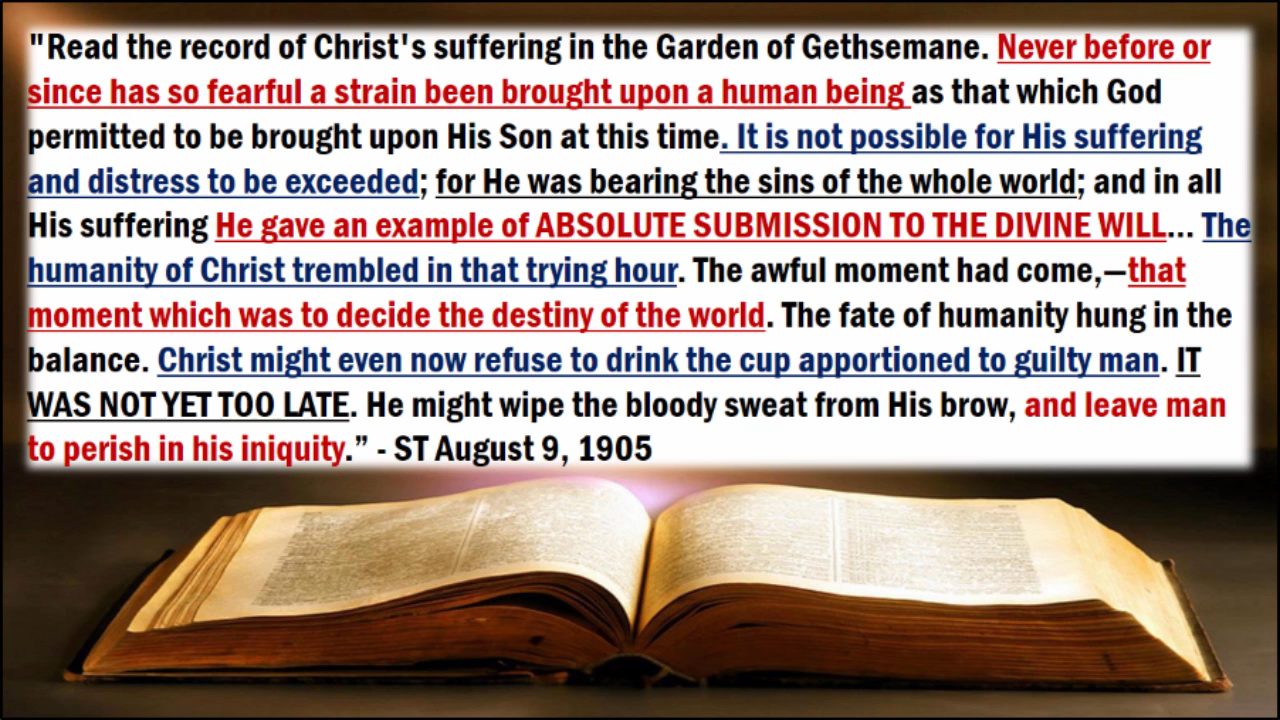 "Read the record of Christ's suffering in the Garden of Gethsemane. Never before or
since has so fearful a strain been brought upon a human being as that which God
permitted to be brought upon His Son at this time. It is not possible for His suffering
and distress to be exceeded; for He was bearing the sins of the whole world; and in all
His suffering He gave an example of ABSOLUTE SUBMISSION TO THE DIVINE WILL... The
humanity of Christ trembled in that trying hour. The awful moment had come,—that
moment which was to decide the destiny of the world. The fate of humanity hung in the
balance. Christ might even now refuse to drink the cup apportioned to guilty man. IT
WAS NOT YET TOO LATE. He might wipe the bloody sweat from His brow, and leave man
to perish in his iniquity.” - ST August 9, 1905